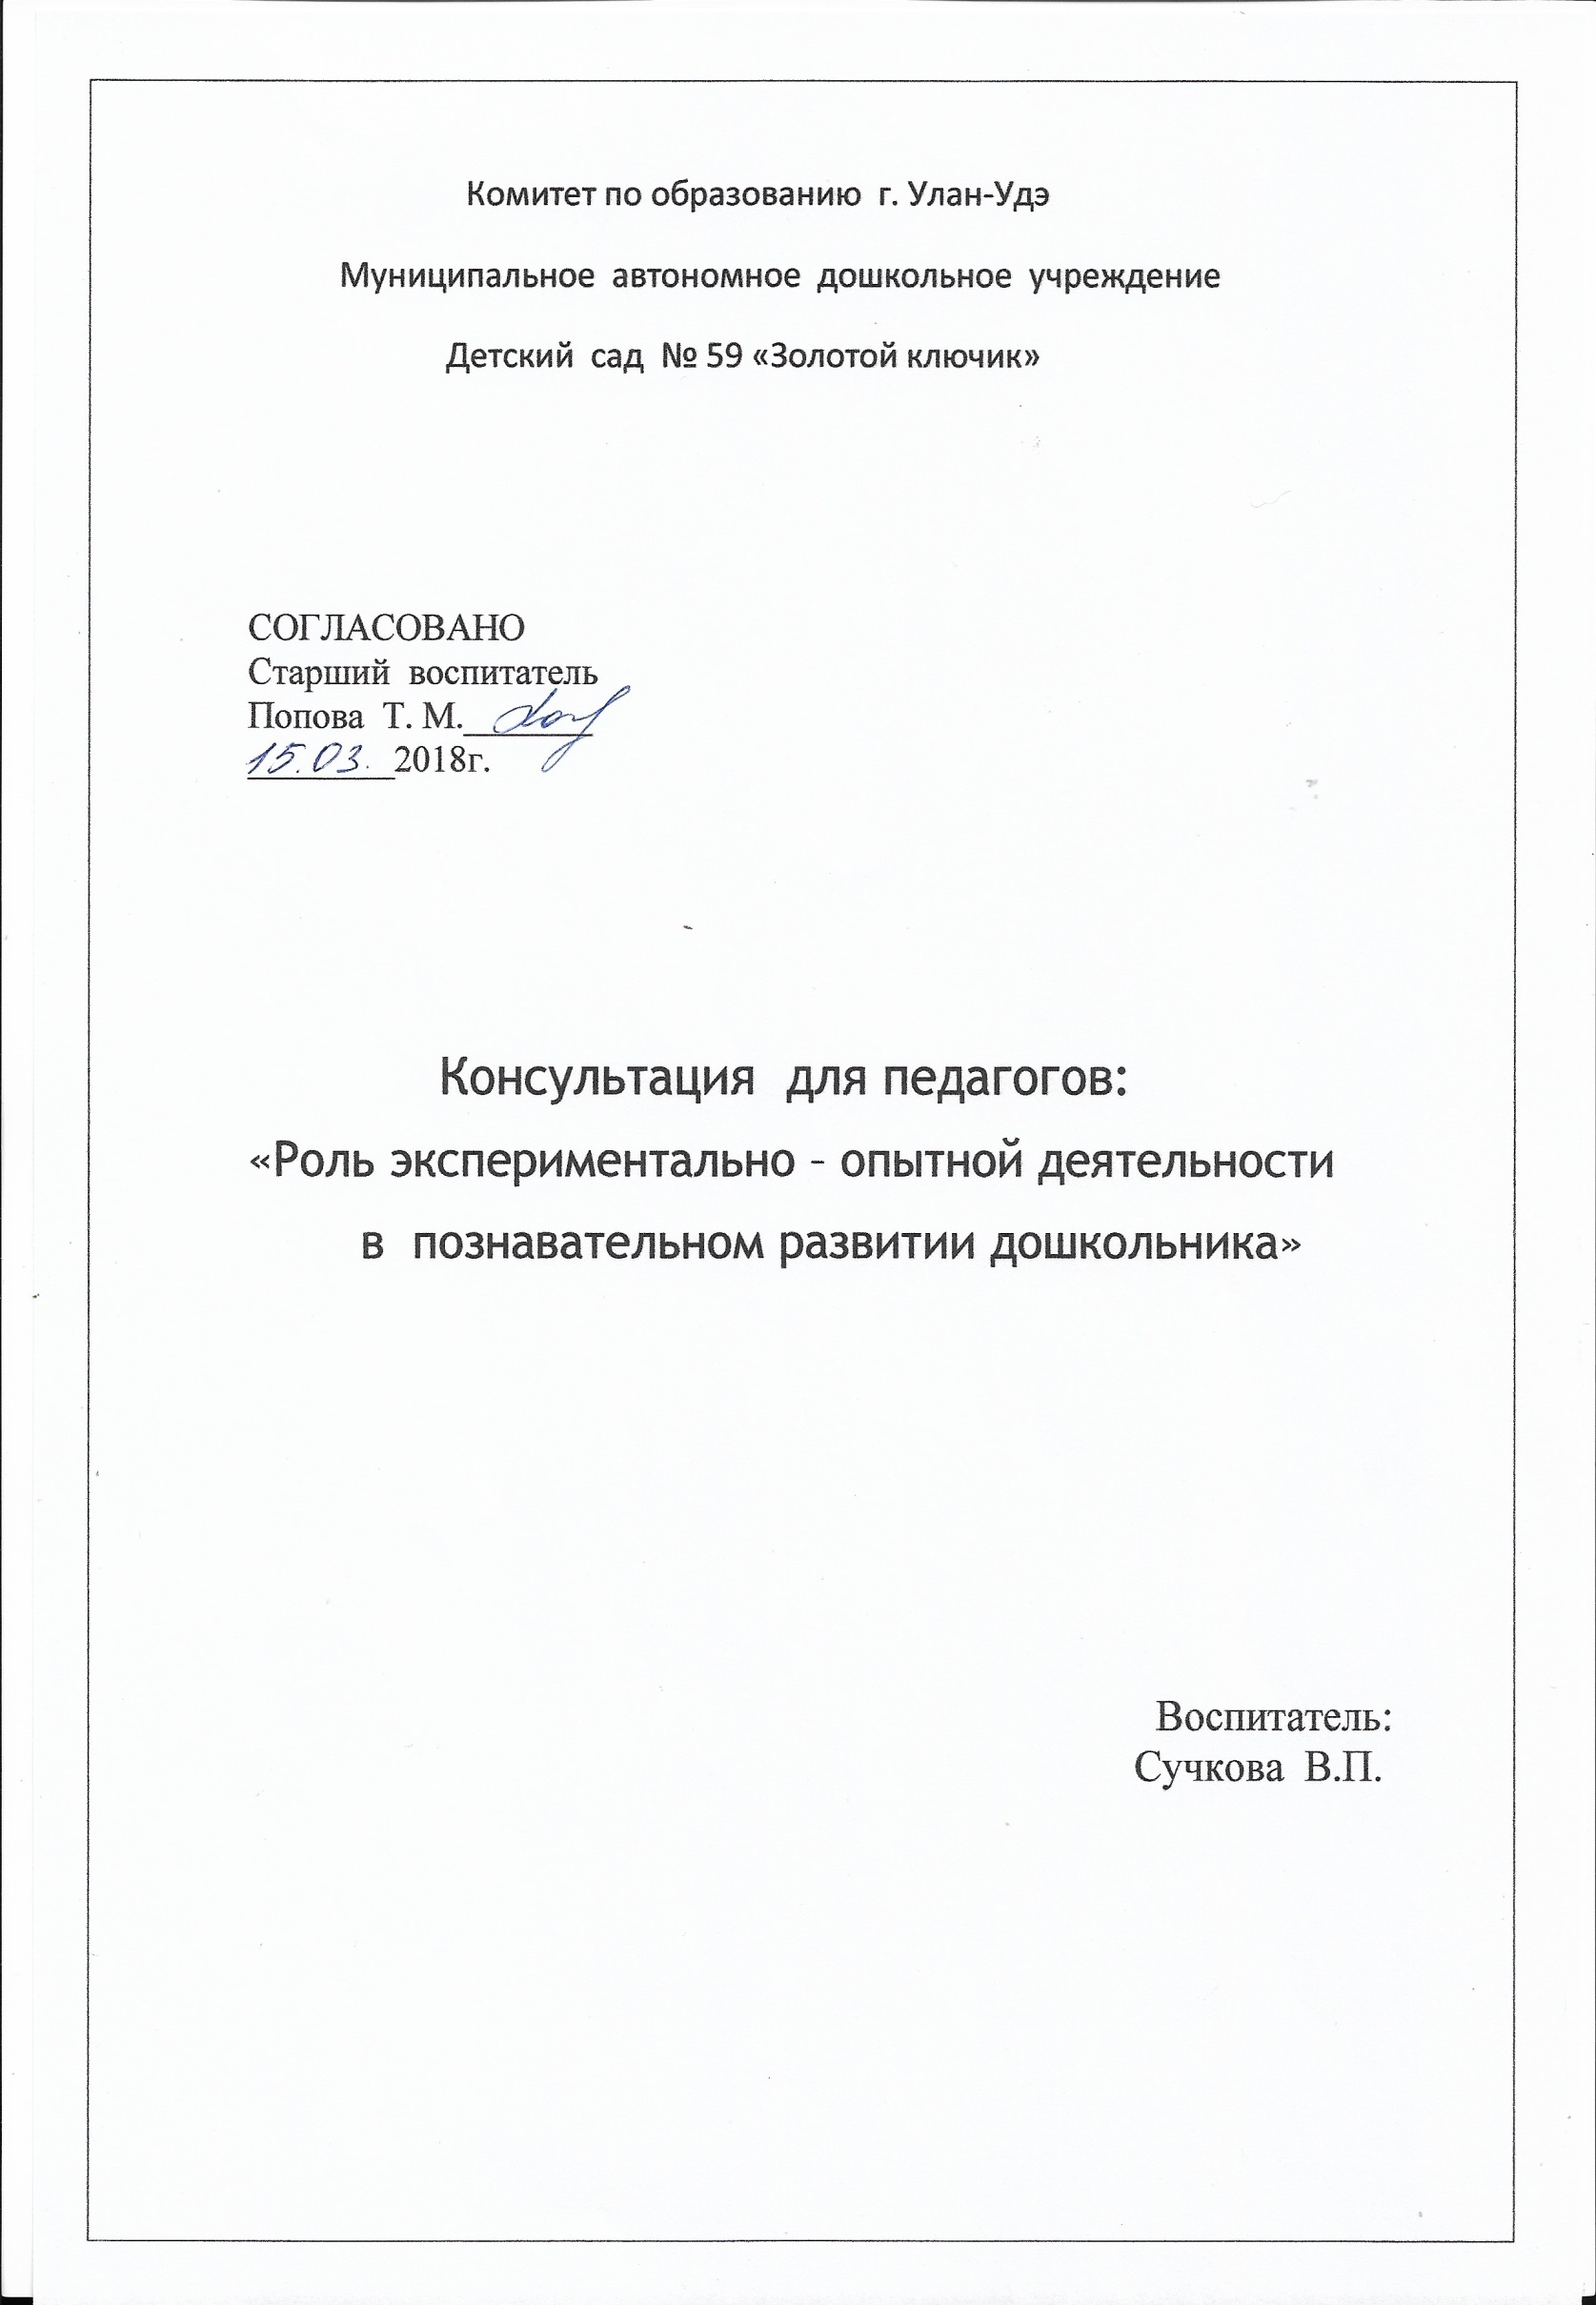 Комитет по образованию г. Улан-Удэ
Муниципальное автономное дошкольное учреждение
Детский сад № 59 «Золотой ключик»
СОГЛАСОВАНО
Старший воспитатель
Попова Т. М.
15.03. 2018г.
Консультация для педагогов:
«Роль экспериментально - опытной деятельности
в познавательном развитии дошкольника»
Воспитатель:
Сучкова В.П.